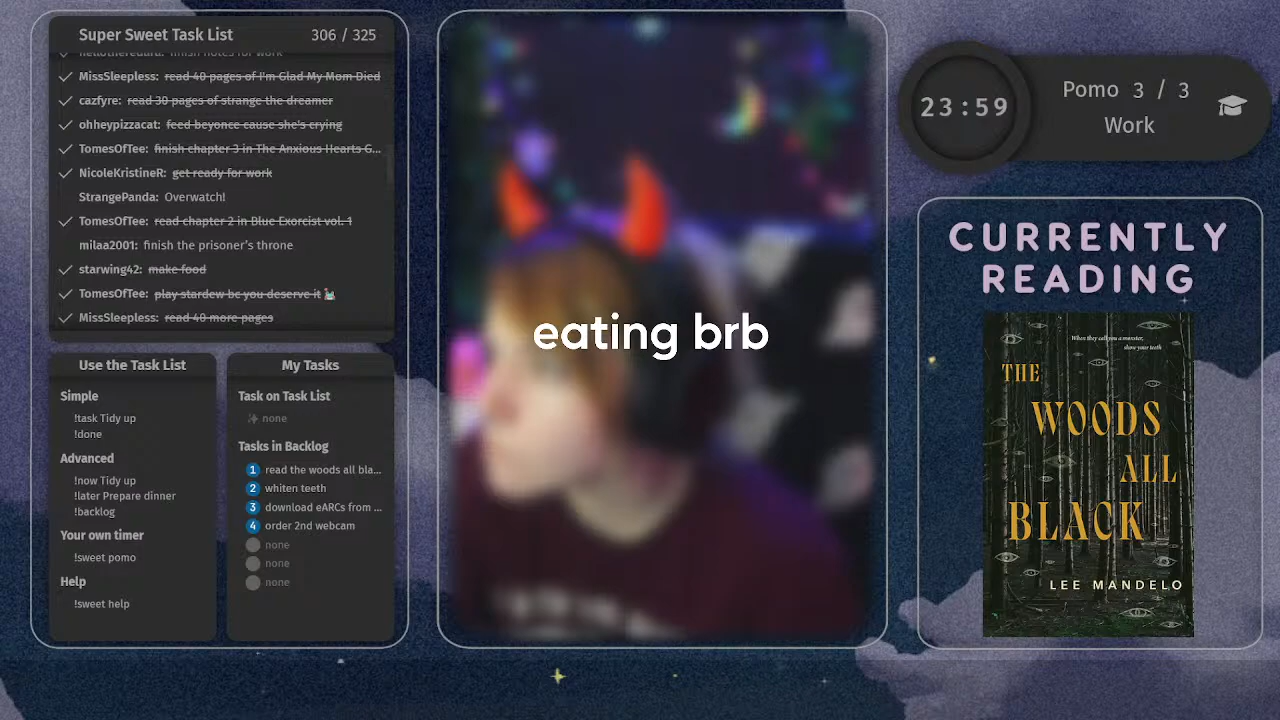 Super Sweet Task List 306 / 325
hellotheredara: finish notes for work
MissSleepless: read 40 pages of I'm Glad My Mom Died
cazfyre: read 30 pages of strange the dreamer
ohheypizzacat: feed beyonce cause she's crying
TomesOfTee: finish chapter 3 in The Anxious Hearts G...
NicoleKristineR: get ready for work
StrangePanda: Overwatch!
TomesOfTee: read chapter 2 in Blue Exorcist vol. 1
milaa2001: finish the prisoner's throne
starwing42: make food
TomesOfTee: play stardew bc you deserve it
MissSleepless: read 40 more pages
Use the Task List
Simple
!task Tidy up
!done
Advanced
!now Tidy up
!later Prepare dinner
!backlog
Your own timer
!sweet pomo
Help
!sweet help
My Tasks
Task on Task List
none
Tasks in Backlog
1 read the woods all bla...
2 whiten teeth
3 download eARCs from ...
4 order 2nd webcam
none
none
none
eating brb
23:59
Pomo 3 / 3
Work
CURRENTLY
READING
When they call you a monster,
show your teeth
THE
WOODS
ALL
BLACK
LEE MANDELO